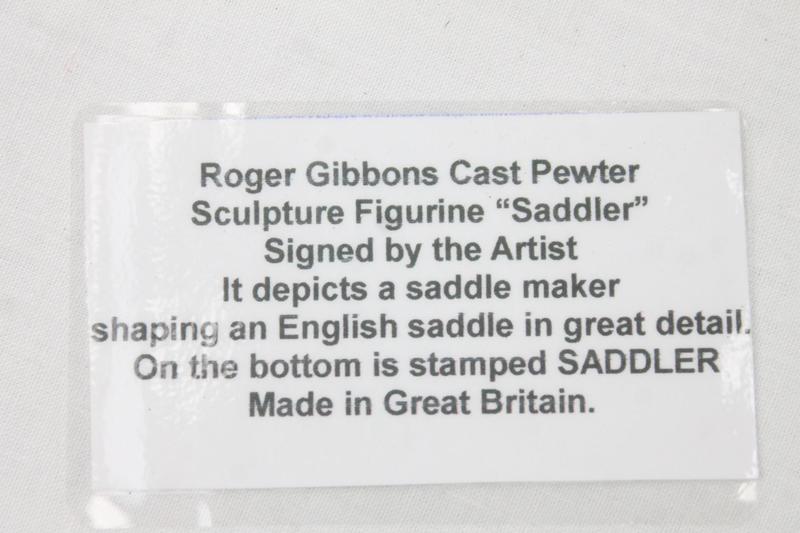 Roger Gibbons Cast Pewter
Sculpture Figurine “Saddler”
Signed by the Artist
It depicts a saddle maker
shaping an English saddle in great detail.
On the bottom is stamped SADDLER
Made in Great Britain.